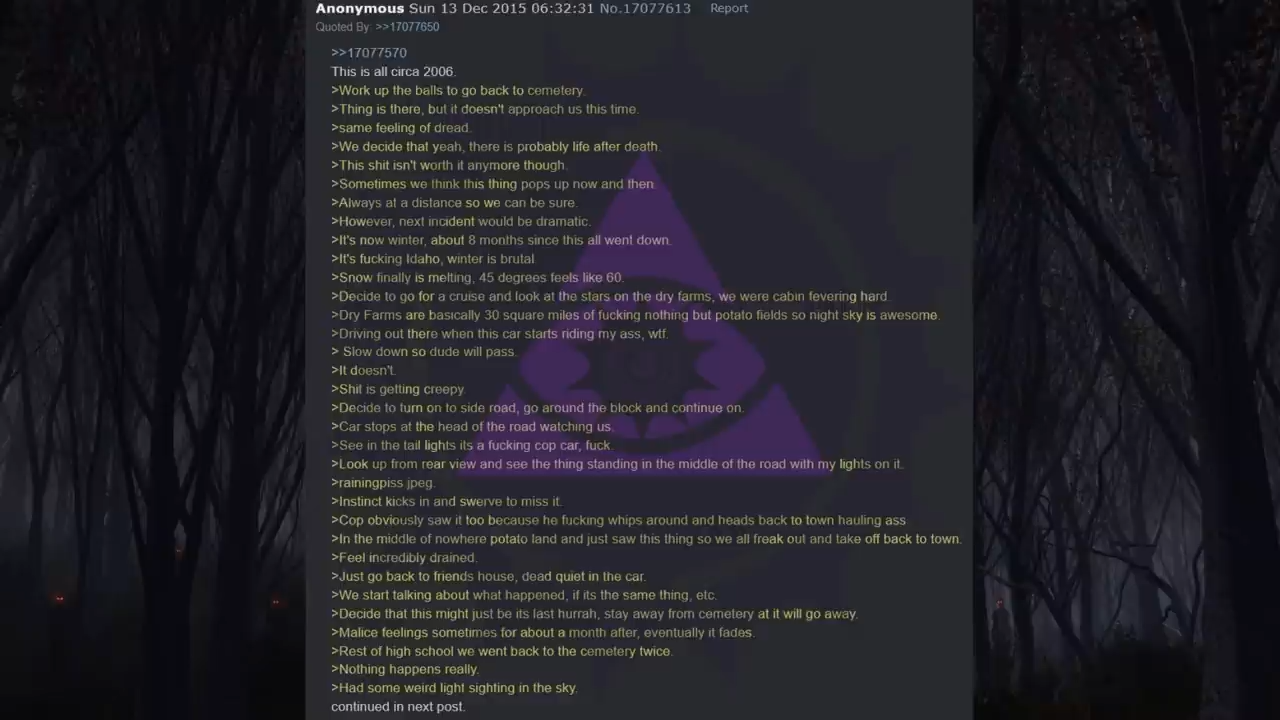 Anonymous Sun 13 Dec 2015 06:32:31 No.17077613 Report
Quoted By: >>17077650
>>17077570
This is all circa 2006.
>Work up the balls to go back to cemetery.
>Thing is there, but it doesn't approach us this time.
>same feeling of dread.
>We decide that yeah, there is probably life after death.
>This shit isn't worth it anymore though.
>Sometimes we think this thing pops up now and then.
>Always at a distance so we can be sure.
>However, next incident would be dramatic.
>It's now winter, about 8 months since this all went down.
>It's fucking Idaho, winter is brutal
>Snow finally is melting, 45 degrees feels like 60.
>Decide to go for a cruise and look at the stars on the dry farms, we were cabin fevering hard.
>Dry Farms are basically 30 square miles of fucking nothing but potato fields so night sky is awesome.
>Driving out there when this car starts riding my ass, wtf.
> Slow down so dude will pass.
>It doesn't.
>Shit is getting creepy.
>Decide to turn on to side road, go around the block and continue on.
>Car stops at the head of the road watching us.
>See in the tail lights its a fucking cop car, fuck.
>Look up from rear view and see the thing standing in the middle of the road with my lights on it.
>rainingpiss jpeg.
>Instinct kicks in and swerve to miss it.
>Cop obviously saw it too because he fucking whips around and heads back to town hauling ass
>In the middle of nowhere potato land and just saw this thing so we all freak out and take off back to town.
>Feel incredibly drained.
>Just go back to friends house, dead quiet in the car.
>We start talking about what happened, if its the same thing, etc.
>Decide that this might just be its last hurrah, stay away from cemetery at it will go away.
>Malice feelings sometimes for about a month after, eventually it fades.
>Rest of high school we went back to the cemetery twice.
>Nothing happens really.
>Had some weird light sighting in the sky.
continued in next post.